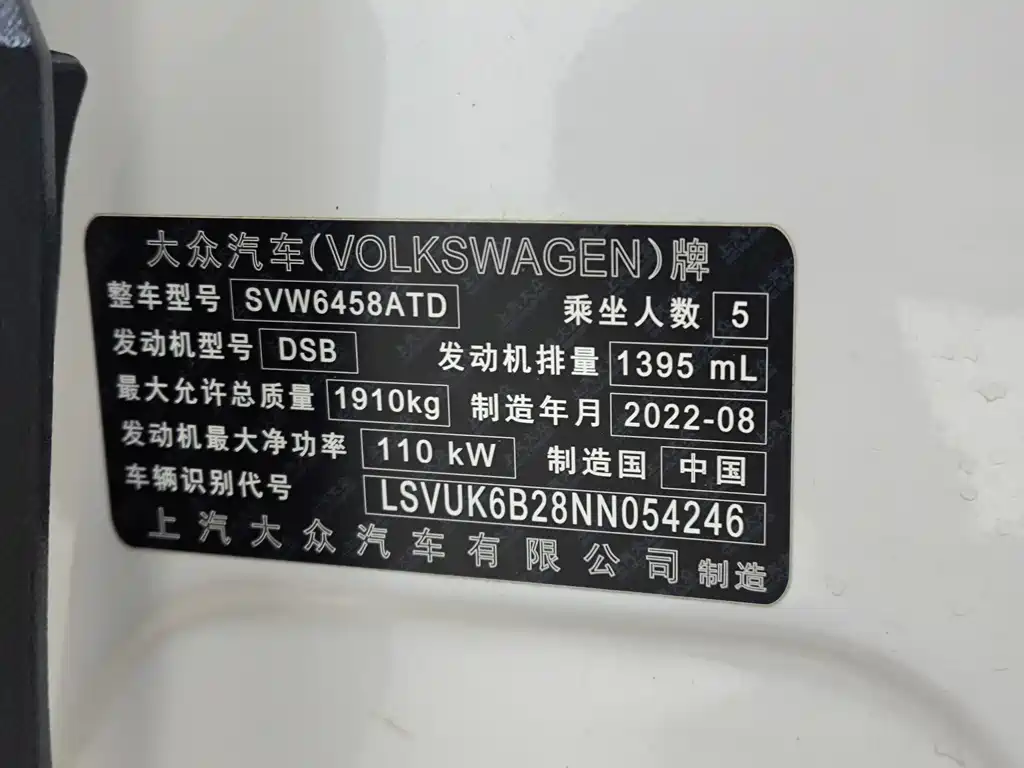 大众汽车(VOLKSWAGEN)牌
整车型号 SVW6458ATD 乘坐人数 5
发动机型号 DSB 发动机排量 1395 mL
最大允许总质量 1910kg 制造年月 2022-08
发动机最大净功率 110 kW 制造国 中国
车辆识别代号 LSVUK6B28NN054246
上汽大众汽车有限公司 制造